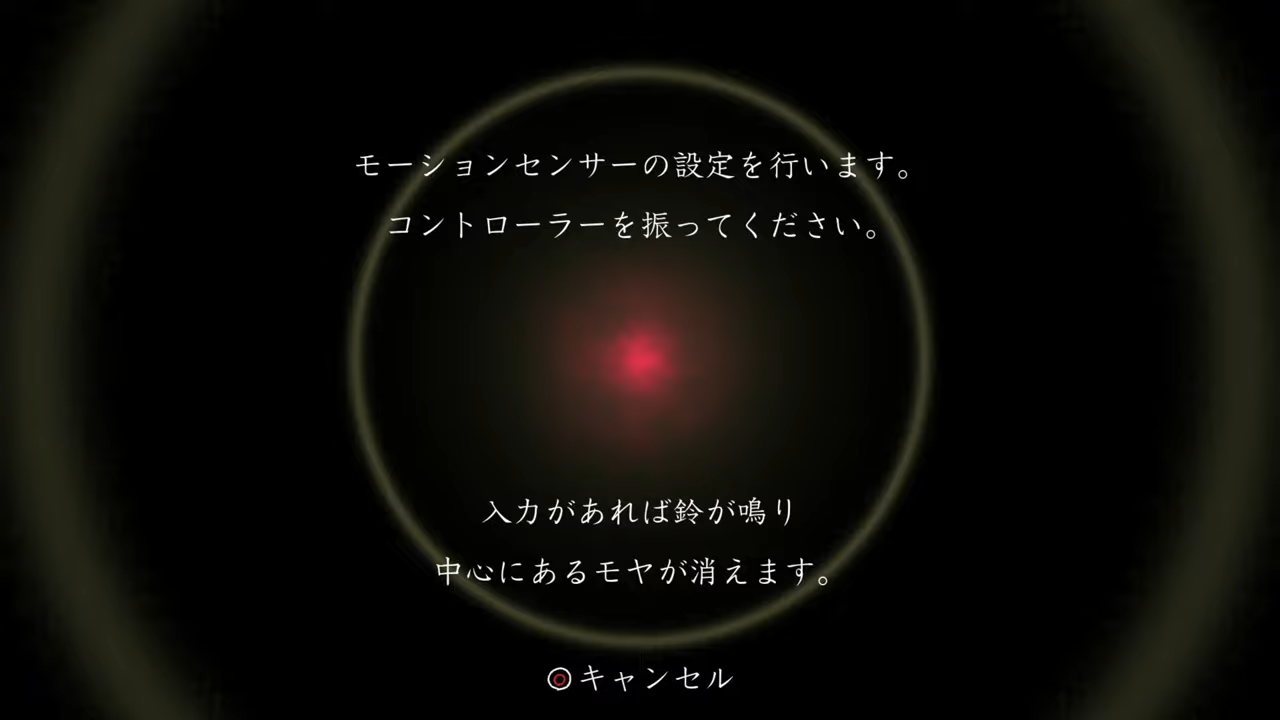 モーションセンサーの設定を行います。
コントローラーを振ってください。
入力があれば鈴が鳴り
中心にあるモヤが消えます。
キャンセル